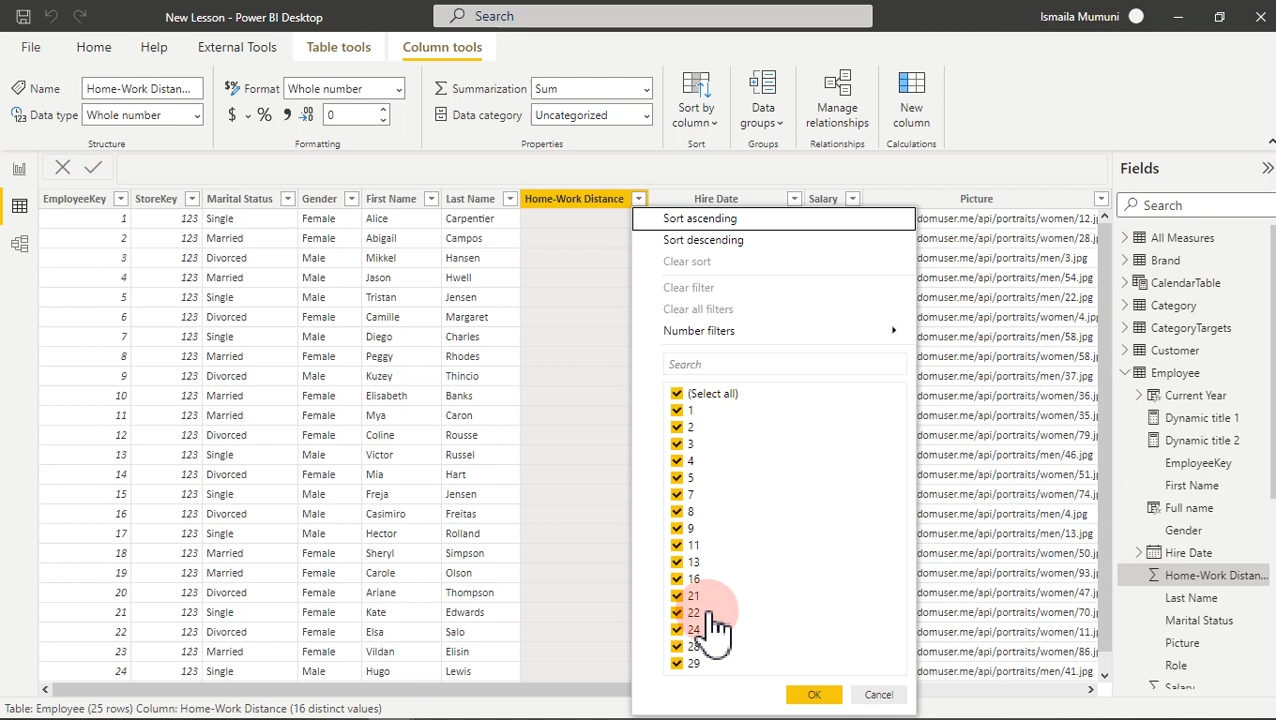 New Lesson - Power BI Desktop
Search
Ismaila Mumuni
File
Home
Help
External Tools
Table tools
Column tools
Name
Home-Work Distan...
Data type
Whole number
Structure
Format
Whole number
$
%
0
Formatting
Summarization
Sum
Data category
Uncategorized
Properties
Sort by
column
Sort
Data
groups
Groups
Manage
relationships
Relationships
New
column
Calculations
EmployeeKey StoreKey Marital Status Gender First Name Last Name Home-Work Distance Hire Date Salary Picture
1 123 Single Female Alice Carpentier
2 123 Married Female Abigail Campos domuser.me/api/portraits/women/28.j
3 123 Divorced Male Mikkel Hansen domuser.me/api/portraits/men/3.jpg
4 123 Married Male Jason Hwell domuser.me/api/portraits/men/54.jpg
5 123 Single Male Tristan Jensen domuser.me/api/portraits/men/22.jpg
6 123 Divorced Female Camille Margaret domuser.me/api/portraits/women/4.jp
7 123 Single Male Diego Charles domuser.me/api/portraits/men/58.jpg
8 123 Married Female Peggy Rhodes domuser.me/api/portraits/women/58.j
9 123 Divorced Male Kuzey Thincio domuser.me/api/portraits/men/37.jpg
10 123 Married Female Elisabeth Banks domuser.me/api/portraits/women/36.j
11 123 Married Female Mya Caron domuser.me/api/portraits/women/35.j
12 123 Divorced Female Coline Rousse domuser.me/api/portraits/women/79.j
13 123 Single Male Victor Russel domuser.me/api/portraits/men/46.jpg
14 123 Divorced Female Mia Hart domuser.me/api/portraits/women/51.j
15 123 Single Male Freja Jensen domuser.me/api/portraits/women/74.j
16 123 Divorced Male Casimiro Freitas domuser.me/api/portraits/men/4.jpg
17 123 Single Male Hector Rolland domuser.me/api/portraits/men/13.jpg
18 123 Married Female Sheryl Simpson domuser.me/api/portraits/women/50.j
19 123 Married Female Carole Olson domuser.me/api/portraits/women/93.j
20 123 Divorced Female Ariane Thompson domuser.me/api/portraits/women/47.j
21 123 Single Female Kate Edwards domuser.me/api/portraits/women/70.j
22 123 Divorced Female Elsa Salo domuser.me/api/portraits/women/11.j
23 123 Married Female Vildan Elisin domuser.me/api/portraits/women/86.j
24 123 Single Male Hugo Lewis domuser.me/api/portraits/men/41.jpg
domuser.me/api/portraits/women/12.j
Sort ascending
Sort descending
Clear sort
Clear filter
Clear all filters
Number filters
Search
(Select all)
1
2
3
4
5
7
8
9
11
13
16
21
22
24
28
29
OK
Cancel
Fields
Search
All Measures
Brand
CalendarTable
Category
CategoryTargets
Customer
Employee
Current Year
Dynamic title 1
Dynamic title 2
EmployeeKey
First Name
Full name
Gender
Hire Date
Home-Work Distan...
Last Name
Marital Status
Picture
Role
Salary
Table: Employee (25 rows) Column: Home-Work Distance (16 distinct values)